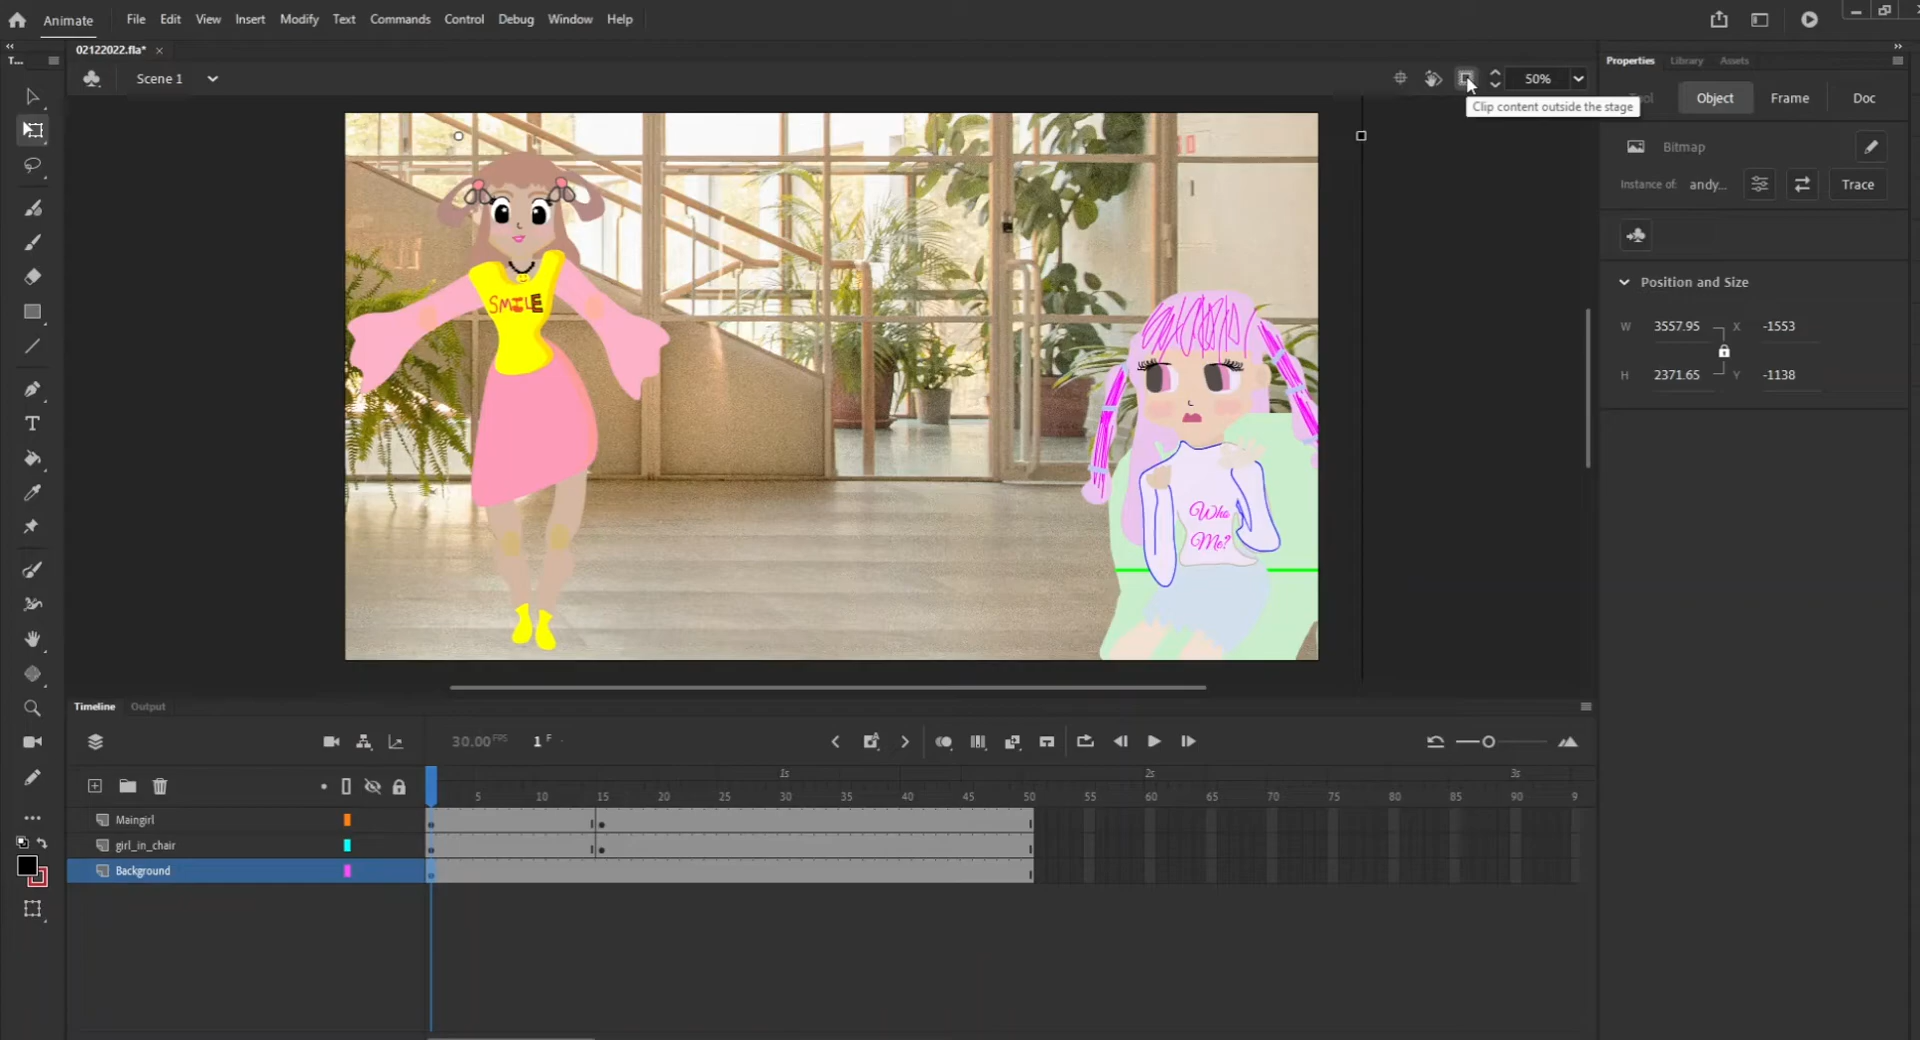 Animate File Edit View Insert Modify Text Commands Control Debug Window Help
02122022.fla*
T...
Properties Library Assets
Scene 1
50%
Clip content outside the stage
Object Frame Doc
Bitmap
Instance of: andy... Trace
Position and Size
W 3557.95 X -1553
H 2371.65 Y -1138
SMILE
Who
Me?
Timeline Output
30.00 FPS 1 F
1s 2s 3s
5 10 15 20 25 30 35 40 45 50 55 60 65 70 75 80 85 90 9
Maingirl
girl_in_chair
Background